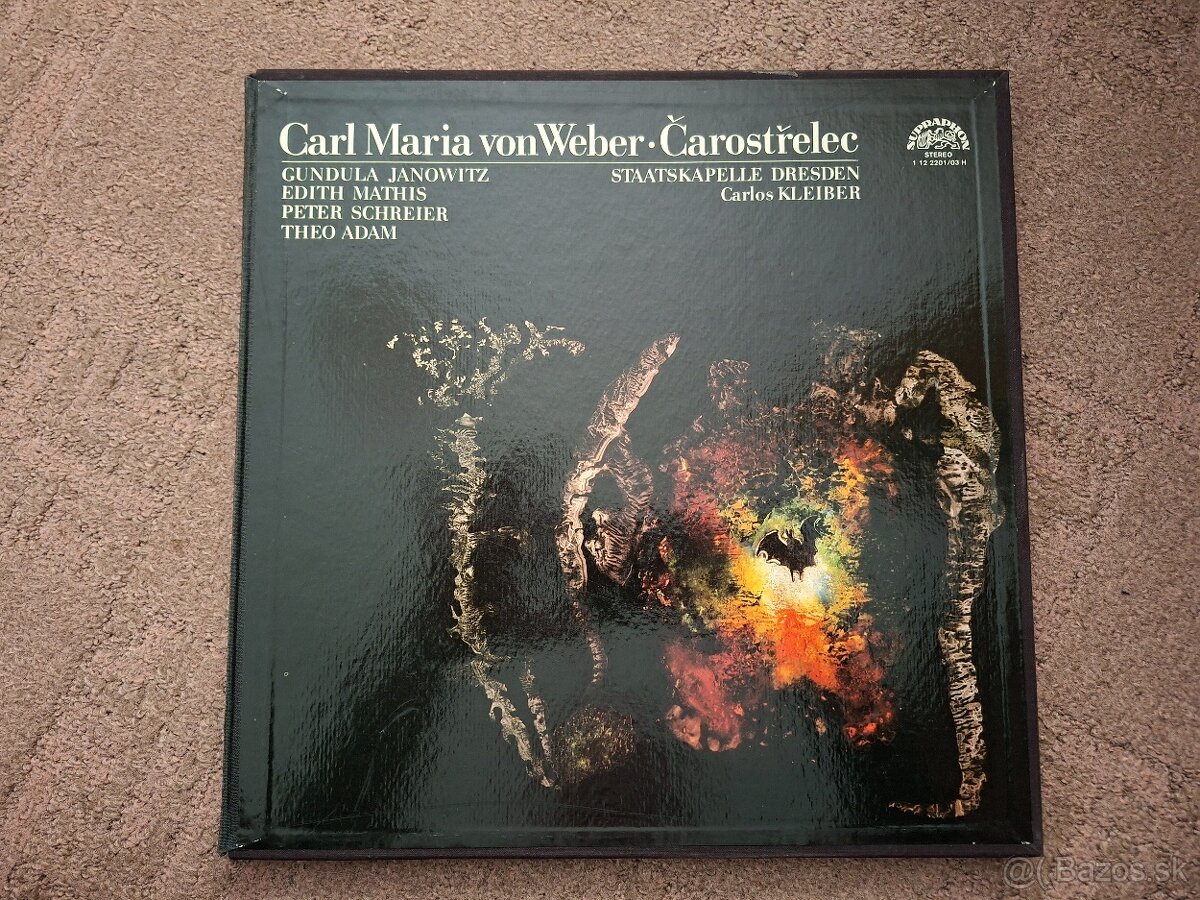 Carl Maria von Weber · Čarostřelec
GUNDULA JANOWITZ
EDITH MATHIS
PETER SCHREIER
THEO ADAM
STAATSKAPELLE DRESDEN
Carlos KLEIBER
SUPRAPHON
STEREO
1 12 2201/03 H
@(Bazos.sk